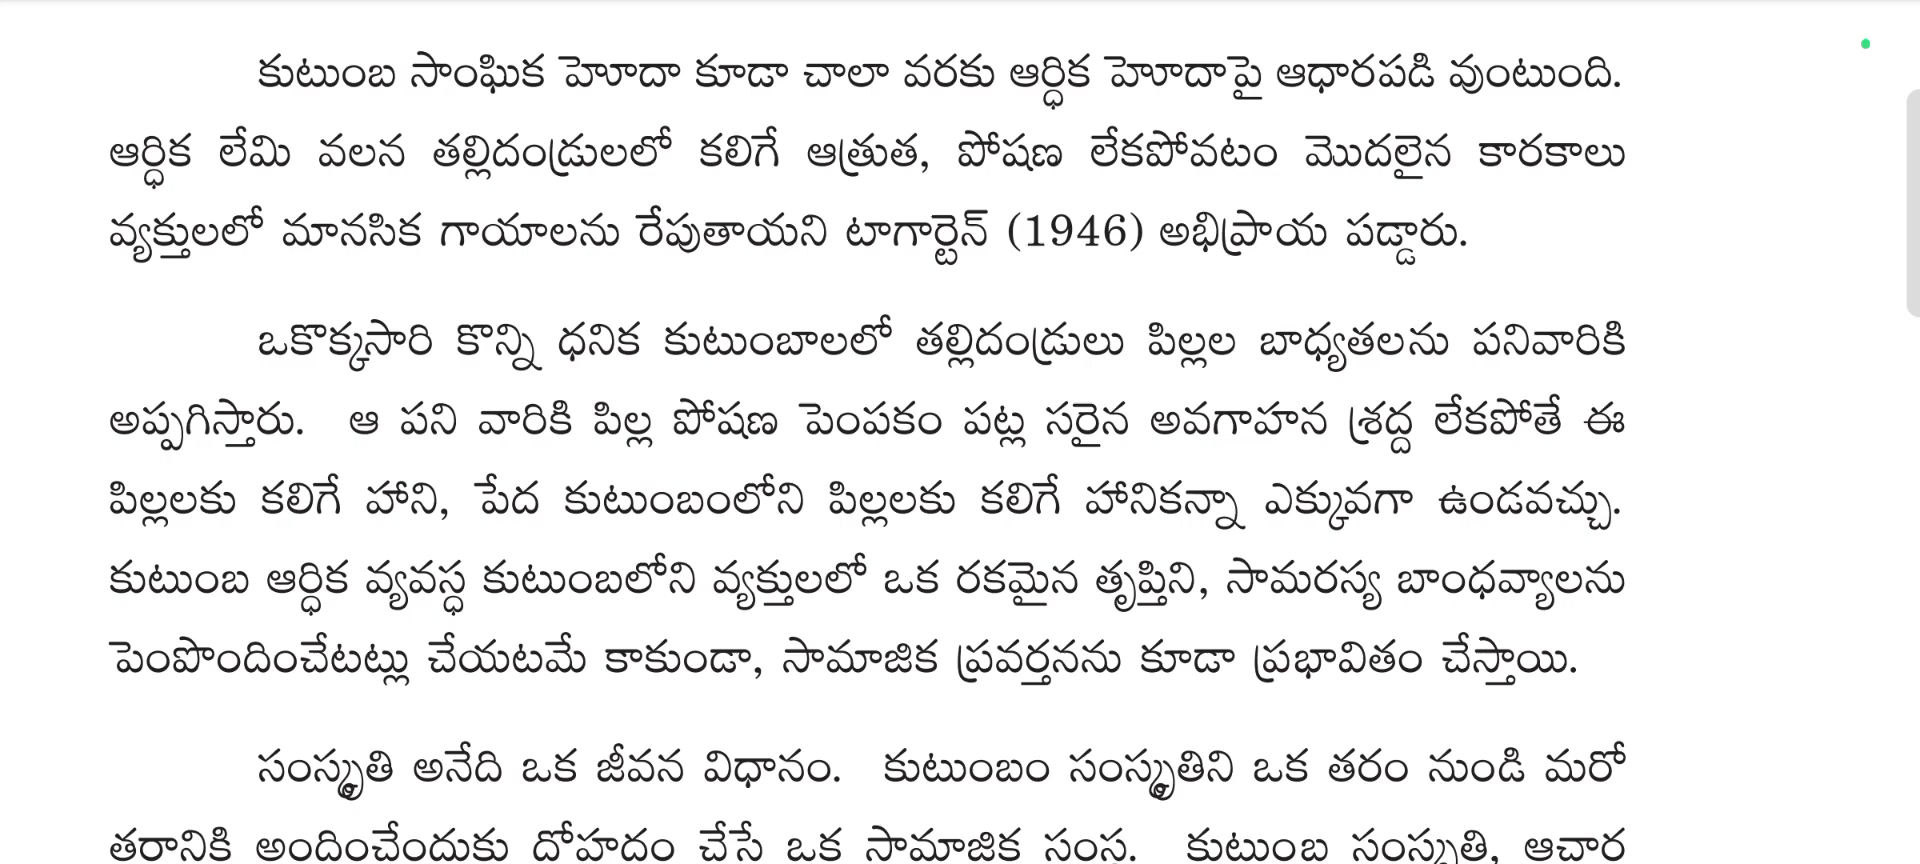 కుటుంబ సాంఘిక హెూదా కూడా చాలా వరకు ఆర్ధిక హెూదాపై ఆధారపడి వుంటుంది.
ఆర్ధిక లేమి వలన తల్లిదండ్రులలో కలిగే ఆత్రుత, పోషణ లేకపోవటం మొదలైన కారకాలు
వ్యక్తులలో మానసిక గాయాలను రేపుతాయని టాగార్టెన్ (1946) అభిప్రాయ పడ్డారు.
ఒకొక్కసారి కొన్ని ధనిక కుటుంబాలలో తల్లిదండ్రులు పిల్లల బాధ్యతలను పనివారికి
అప్పగిస్తారు. ఆ పని వారికి పిల్ల పోషణ పెంపకం పట్ల సరైన అవగాహన శ్రద్ద లేకపోతే ఈ
పిల్లలకు కలిగే హాని, పేద కుటుంబంలోని పిల్లలకు కలిగే హానికన్నా ఎక్కువగా ఉండవచ్చు.
కుటుంబ ఆర్ధిక వ్యవస్ధ కుటుంబలోని వ్యక్తులలో ఒక రకమైన తృప్తిని, సామరస్య బాంధవ్యాలను
పెంపొందించేటట్లు చేయటమే కాకుండా, సామాజిక ప్రవర్తనను కూడా ప్రభావితం చేస్తాయి.
సంస్కృతి అనేది ఒక జీవన విధానం. కుటుంబం సంస్కృతిని ఒక తరం నుండి మరో
తరానికి అందించేందుకు దోహదం చేసే ఒక సామాజిక సంస్థ. కుటుంబ సంస్కృతి, ఆచార